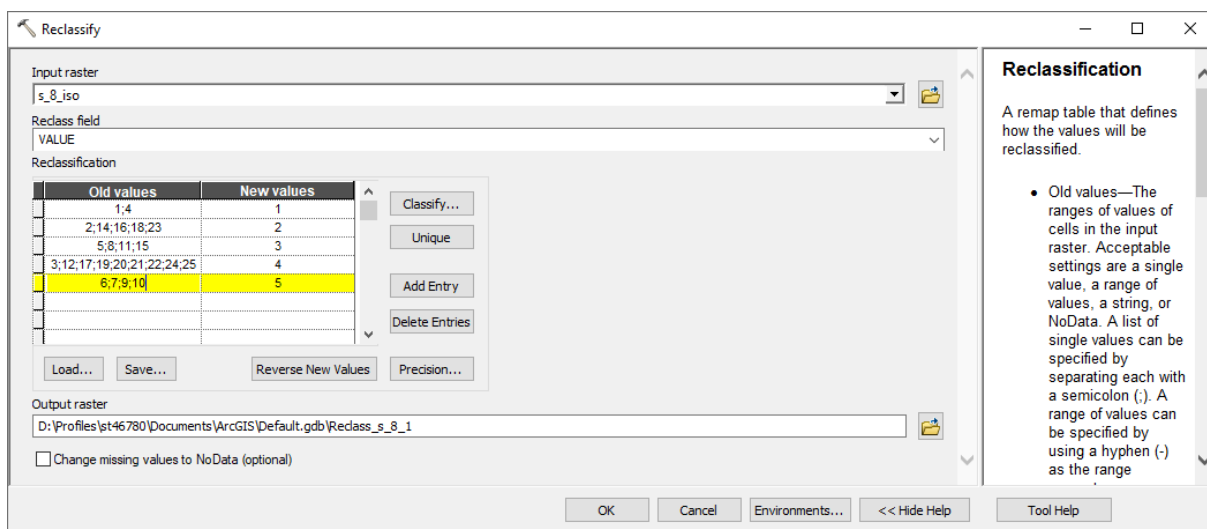 Reclassify
Input raster
s_8_iso
Reclass field
VALUE
Reclassification
Old values New values
1;4 1
2;14;16;18;23 2
5;8;11;15 3
3;12;17;19;20;21;22;24;25 4
6;7;9;10 5
Classify...
Unique
Add Entry
Delete Entries
Load... Save... Reverse New Values Precision...
Output raster
D:\Profiles\st46780\Documents\ArcGIS\Default.gdb\Reclass_s_8_1
Change missing values to NoData (optional)
OK Cancel Environments... << Hide Help Tool Help
Reclassification
A remap table that defines
how the values will be
reclassified.
• Old values—The
ranges of values of
cells in the input
raster. Acceptable
settings are a single
value, a range of
values, a string, or
NoData. A list of
single values can be
specified by
separating each with
a semicolon (;). A
range of values can
be specified by
using a hyphen (-)
as the range